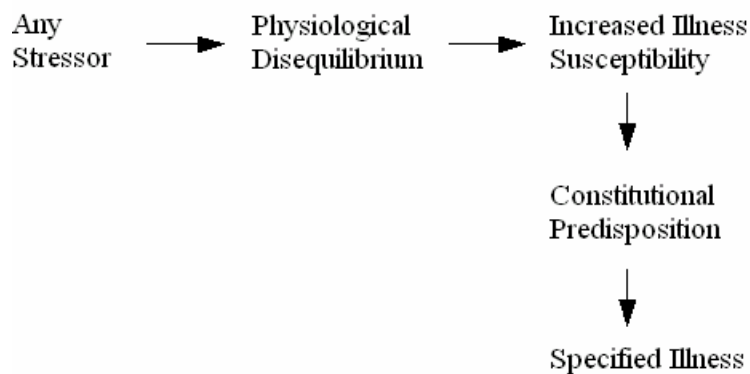 Any
Stressor
Physiological
Disequilibrium
Increased Illness
Susceptibility
Constitutional
Predisposition
Specified Illness